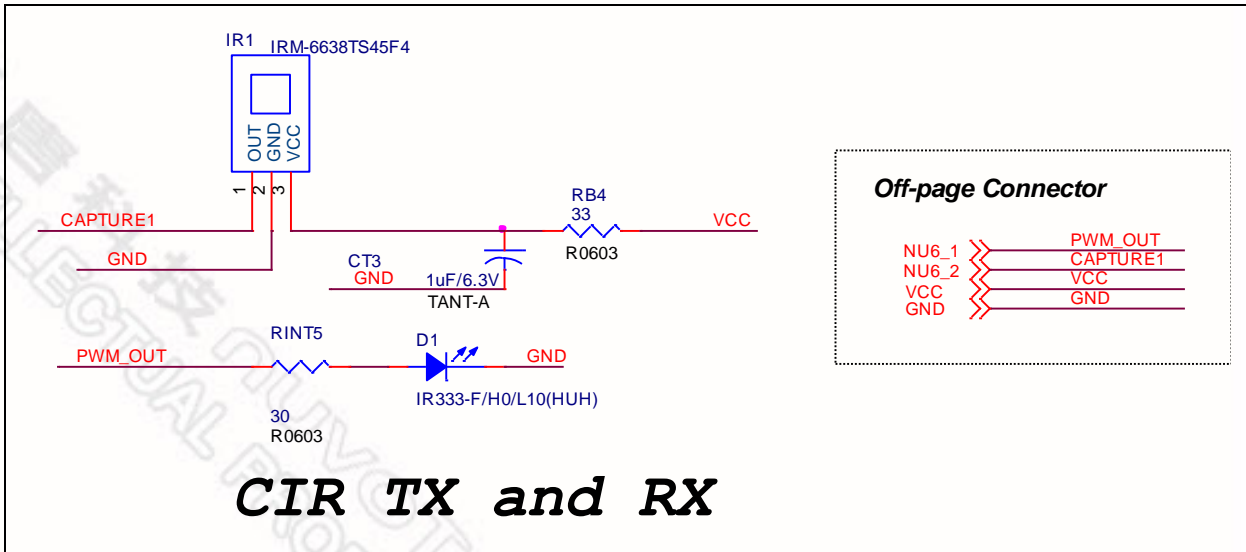 IR1
IRM-6638TS45F4
OUT
GND
VCC
1
2
3
CAPTURE1
GND
RB4
33
R0603
VCC
CT3
GND
1uF/6.3V
TANT-A
RINT5
PWM_OUT
30
R0603
D1
GND
IR333-F/H0/L10(HUH)
Off-page Connector
NU6_1 PWM_OUT
NU6_2 CAPTURE1
VCC VCC
GND GND
CIR TX and RX